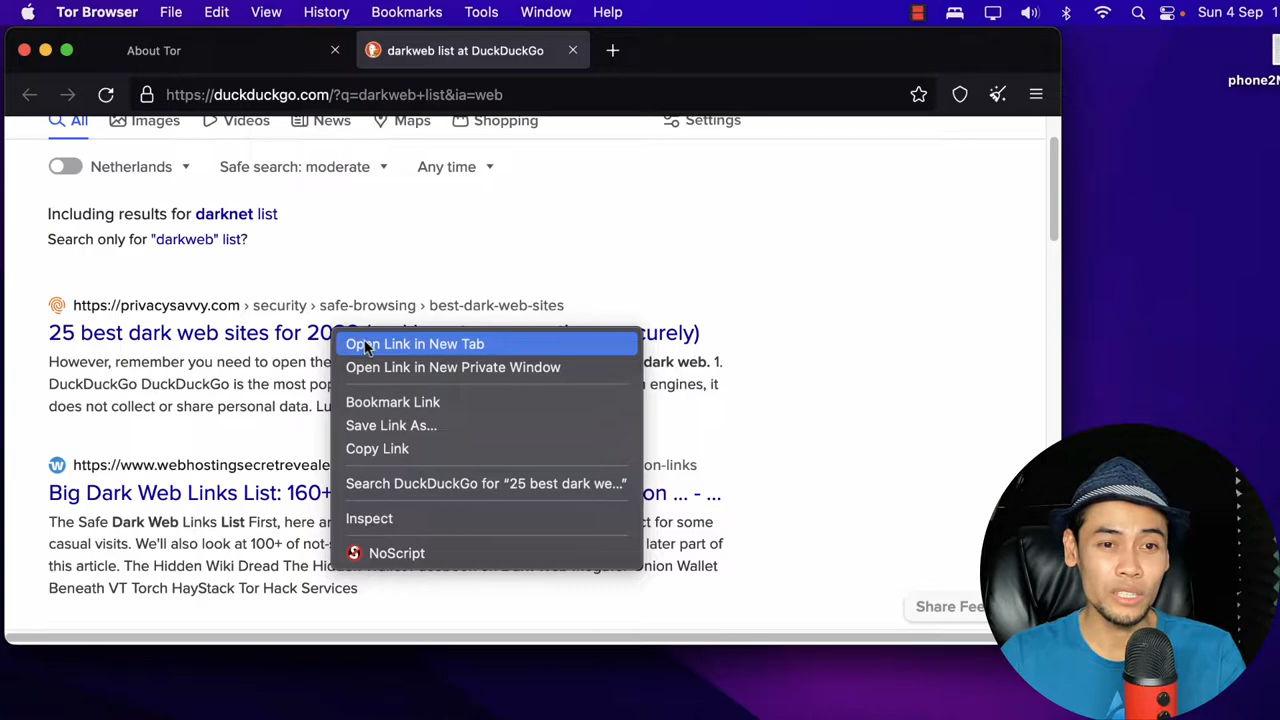 Tor Browser File Edit View History Bookmarks Tools Window Help Sun 4 Sep 1
About Tor
darkweb list at DuckDuckGo
phone2M
https://duckduckgo.com/?q=darkweb+list&ia=web
All Images Videos News Maps Shopping Settings
Netherlands Safe search: moderate Any time
Including results for darknet list
Search only for "darkweb" list?
https://privacysavvy.com › security › safe-browsing › best-dark-web-sites
25 best dark web sites for 20 curely)
Open Link in New Tab
However, remember you need to open the dark web. 1.
Open Link in New Private Window
DuckDuckGo DuckDuckGo is the most pop n engines, it
does not collect or share personal data. Lu
Bookmark Link
Save Link As...
Copy Link
https://www.webhostingsecretreveale on-links
Search DuckDuckGo for “25 best dark we...”
Big Dark Web Links List: 160+ on ... - ...
Inspect
The Safe Dark Web Links List First, here ar ct for some
casual visits. We'll also look at 100+ of not-s later part of
NoScript
this article. The Hidden Wiki Dread The Hi Onion Wallet
Beneath VT Torch HayStack Tor Hack Services
Share Fee